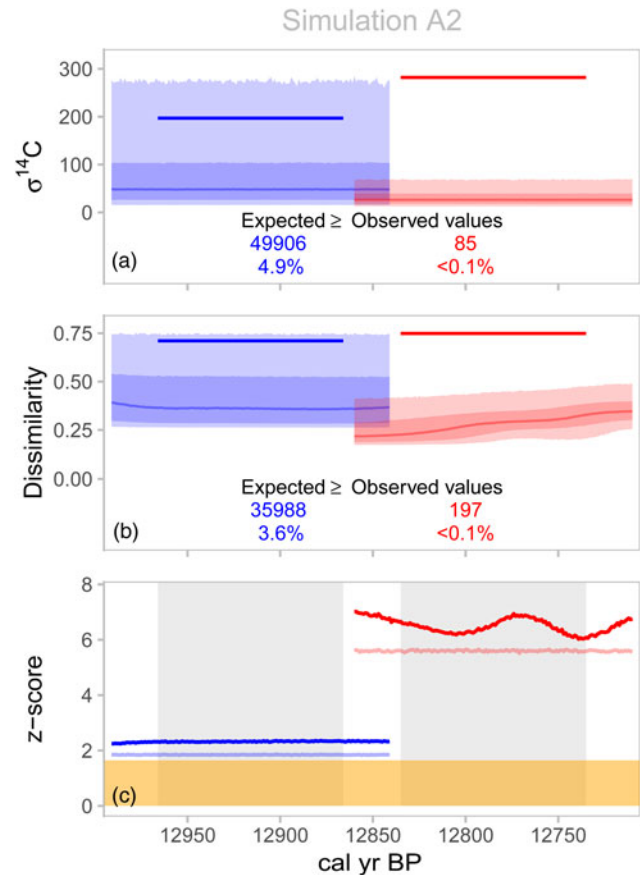 Simulation A2
300
200
100
0
σ¹⁴C
Expected ≥ Observed values
49906 85
4.9% <0.1%
(a)
0.75
0.50
0.25
0.00
Dissimilarity
Expected ≥ Observed values
35988 197
3.6% <0.1%
(b)
8
6
4
2
0
z−score
(c)
12950 12900 12850 12800 12750
cal yr BP